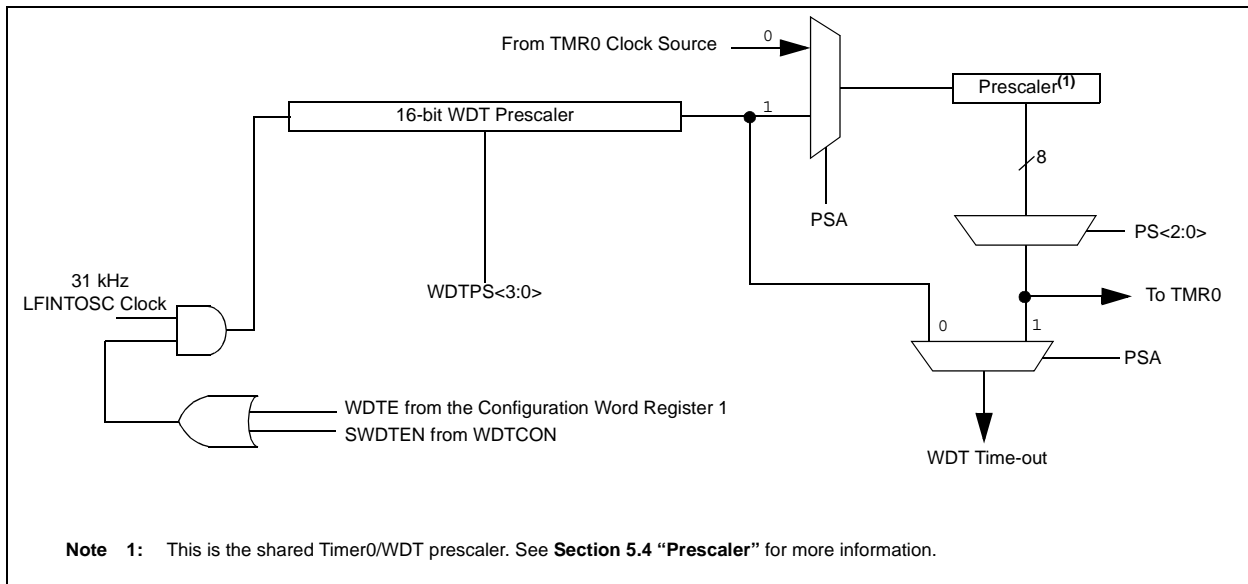 From TMR0 Clock Source
0
Prescaler(1)
16-bit WDT Prescaler
1
8
PSA
PS<2:0>
31 kHz
LFINTOSC Clock
WDTPS<3:0>
To TMR0
0
1
PSA
WDTE from the Configuration Word Register 1
SWDTEN from WDTCON
WDT Time-out
Note 1: This is the shared Timer0/WDT prescaler. See Section 5.4 “Prescaler” for more information.